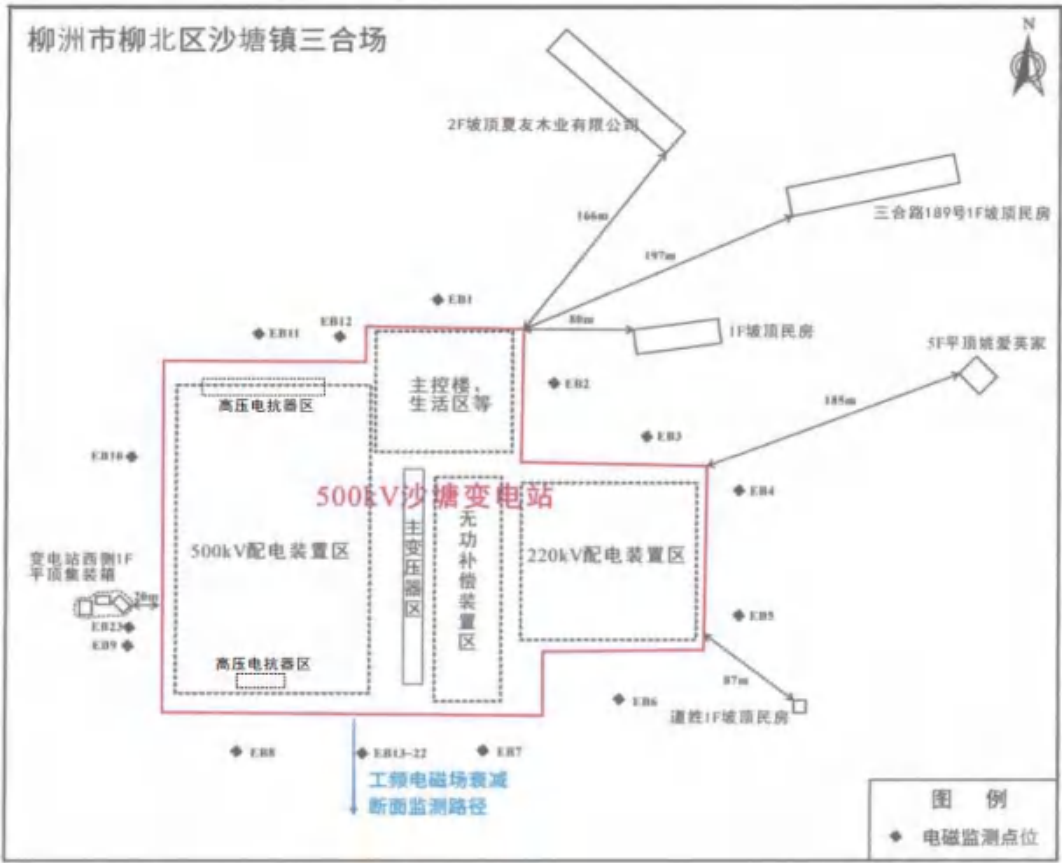 柳洲市柳北区沙塘镇三合场
N
2F坡顶夏友木业有限公司
三合路189号1F坡顶民房
166m
197m
EB1
EB12
EB11
80m
1F坡顶民房
5F平顶姚爱英家
高压电抗器区
主控楼、
生活区等
EB2
185m
EB3
EB10
EB4
500kV沙塘变电站
500kV配电装置区
主变压器区
无功补偿装置区
220kV配电装置区
变电站西侧1F
平顶集装箱
EB23
EB9
EB5
高压电抗器区
87m
EB6
道姓1F坡顶民房
EB8
EB13~22
EB7
工频电磁场衰减
断面监测路径
图 例
电磁监测点位